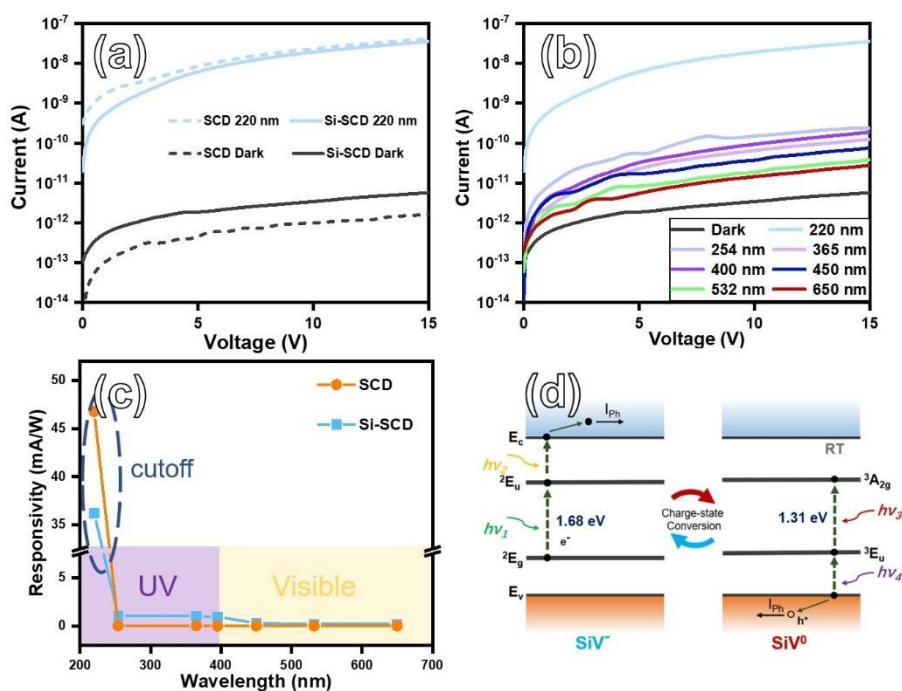 (a)
10⁻⁷
10⁻⁸
10⁻⁹
10⁻¹⁰
10⁻¹¹
10⁻¹²
10⁻¹³
10⁻¹⁴
Current (A)
SCD 220 nm
Si-SCD 220 nm
SCD Dark
Si-SCD Dark
0 5 10 15
Voltage (V)
(b)
10⁻⁷
10⁻⁸
10⁻⁹
10⁻¹⁰
10⁻¹¹
10⁻¹²
10⁻¹³
10⁻¹⁴
Current (A)
Dark 220 nm
254 nm 365 nm
400 nm 450 nm
532 nm 650 nm
0 5 10 15
Voltage (V)
(c)
50
45
40
35
5
0
Responsivity (mA/W)
SCD
Si-SCD
cutoff
UV
Visible
200 300 400 500 600 700
Wavelength (nm)
(d)
I_Ph
E_c
RT
hν₂
²E_u
³A_2g
hν₁
1.68 eV
e⁻
Charge-state
Conversion
1.31 eV
hν₃
²E_g
³E_u
hν₄
E_v
I_Ph
h⁺
SiV⁻
SiV⁰